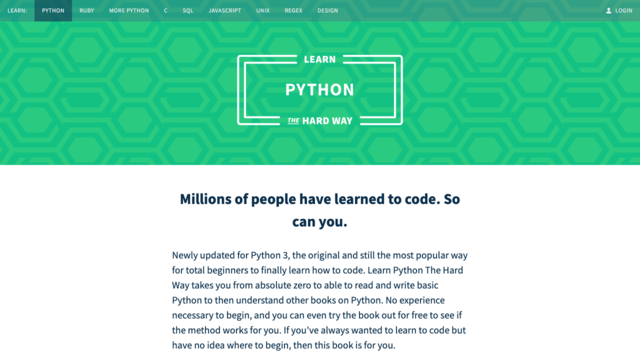 LEARN: PYTHON RUBY MORE PYTHON C SQL JAVASCRIPT UNIX REGEX DESIGN LOGIN
LEARN
PYTHON
THE HARD WAY
Millions of people have learned to code. So
can you.
Newly updated for Python 3, the original and still the most popular way
for total beginners to finally learn how to code. Learn Python The Hard
Way takes you from absolute zero to able to read and write basic
Python to then understand other books on Python. No experience
necessary to begin, and you can even try the book out for free to see if
the method works for you. If you've always wanted to learn to code but
have no idea where to begin, then this book is for you.